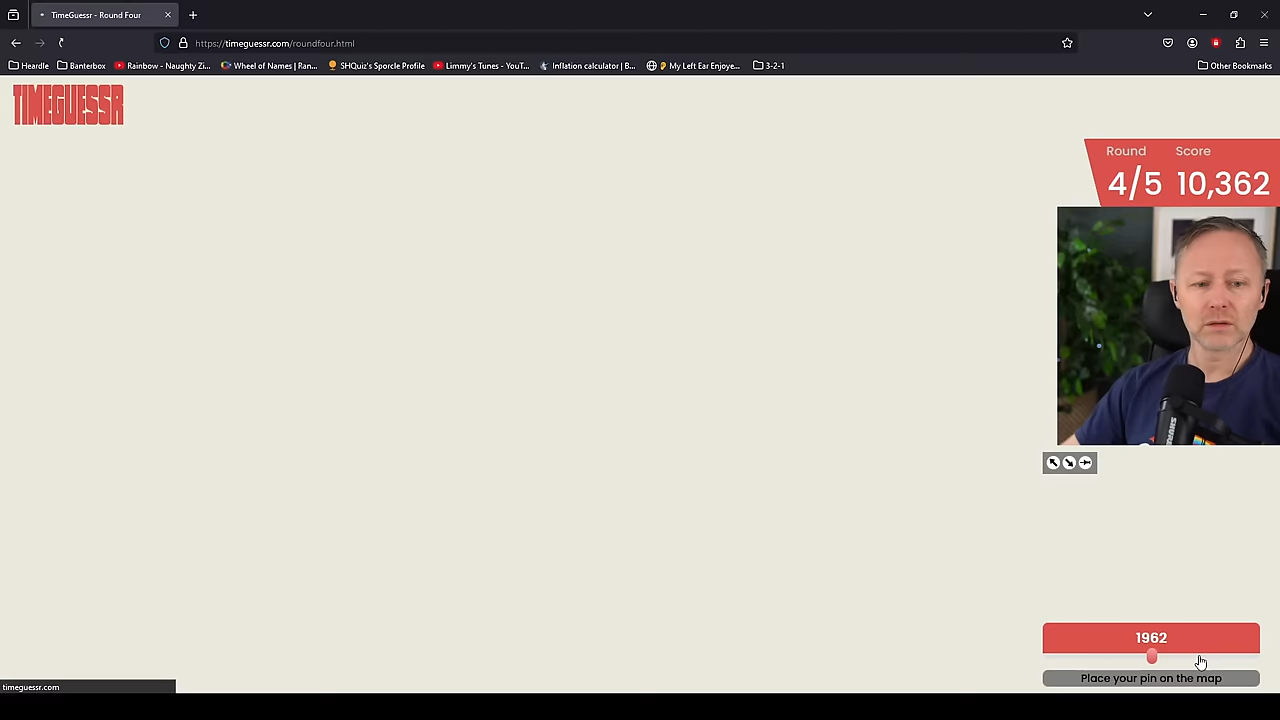 TimeGuessr - Round Four
https://timeguessr.com/roundfour.html
Heardle
Banterbox
Rainbow - Naughty Zi...
Wheel of Names | Ran...
SHQuiz's Sporcle Profile
Limmy's Tunes - YouT...
Inflation calculator | B...
My Left Ear Enjoye...
3-2-1
Other Bookmarks
TIMEGUESSR
Round Score
4/5 10,362
SHURE
1962
Place your pin on the map
timeguessr.com